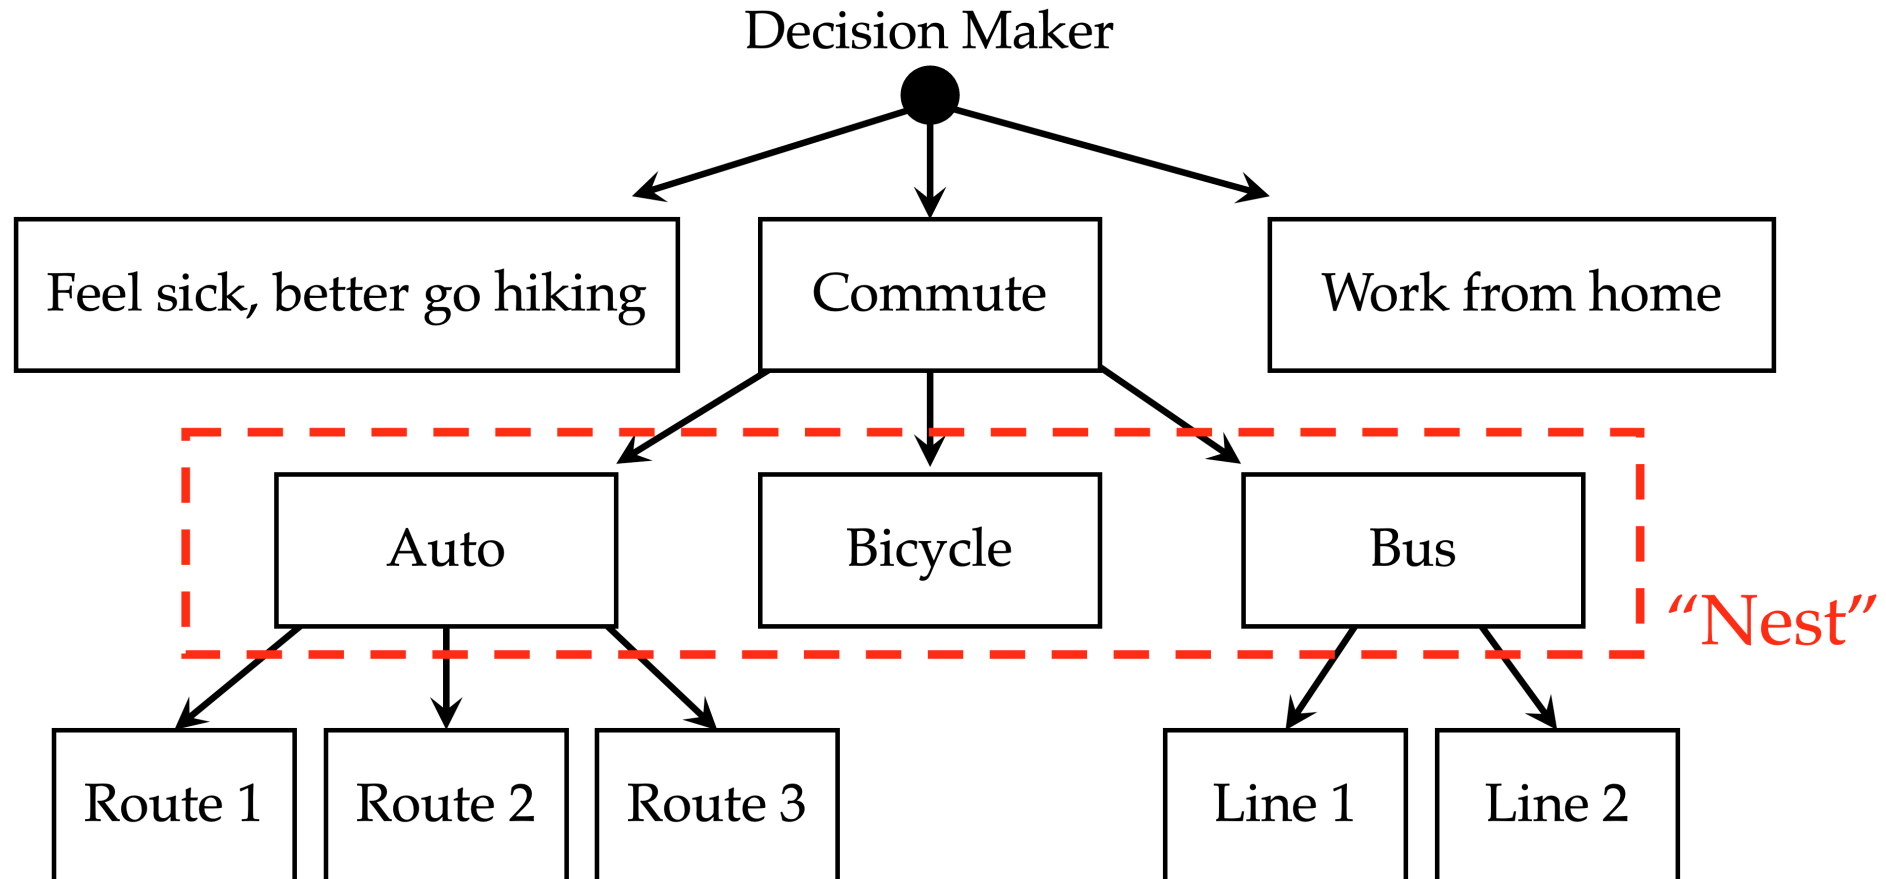 Decision Maker
Feel sick, better go hiking
Commute
Work from home
Auto
Bicycle
Bus
“Nest”
Route 1
Route 2
Route 3
Line 1
Line 2